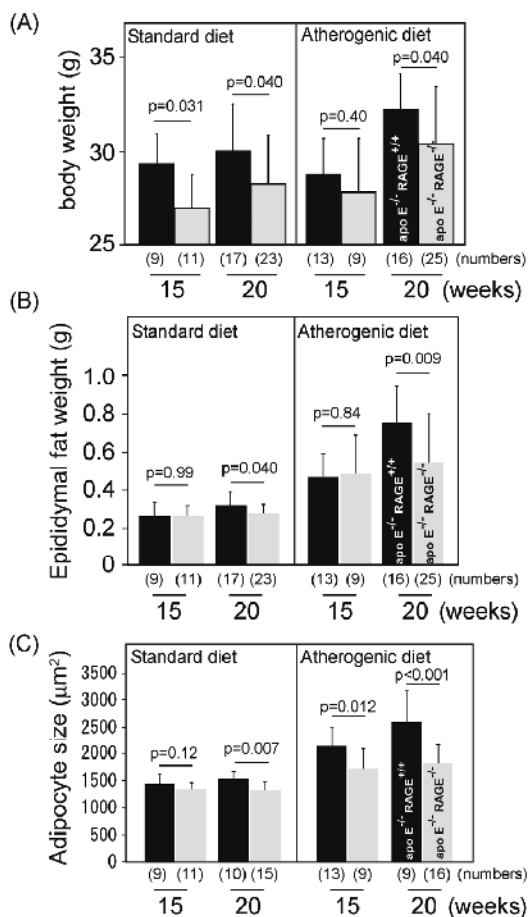 (A)
Standard diet
Atherogenic diet
body weight (g)
35
30
25
p=0.031
p=0.040
p=0.40
p=0.040
apo E-/- RAGE+/+
apo E-/- RAGE-/-
(9) (11) (17) (23) (13) (9) (16) (25) (numbers)
15 20 15 20 (weeks)
(B)
Standard diet
Atherogenic diet
Epididymal fat weight (g)
1.0
0.8
0.6
0.4
0.2
0
p=0.99
p=0.040
p=0.84
p=0.009
apo E-/- RAGE+/+
apo E-/- RAGE-/-
(9) (11) (17) (23) (13) (9) (16) (25) (numbers)
15 20 15 20 (weeks)
(C)
Standard diet
Atherogenic diet
Adipocyte size (μm²)
3500
3000
2500
2000
1500
1000
500
0
p=0.12
p=0.007
p=0.012
p<0.001
apo E-/- RAGE+/+
apo E-/- RAGE-/-
(9) (11) (10) (15) (13) (9) (9) (16) (numbers)
15 20 15 20 (weeks)